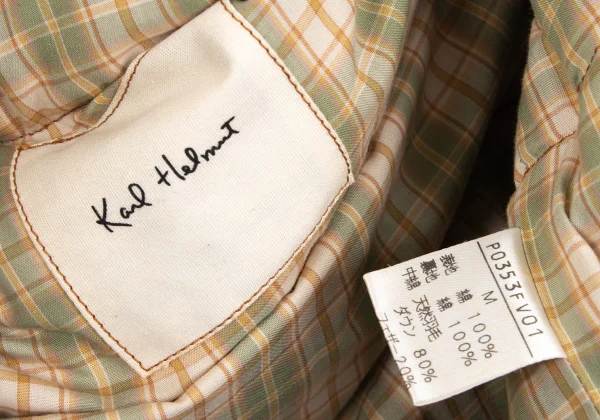 Karl Helmut
P0353FV01
M
表地 綿 100%
裏地 綿 100%
中綿 天然羽毛
ダウン 80%
フェザー 20%